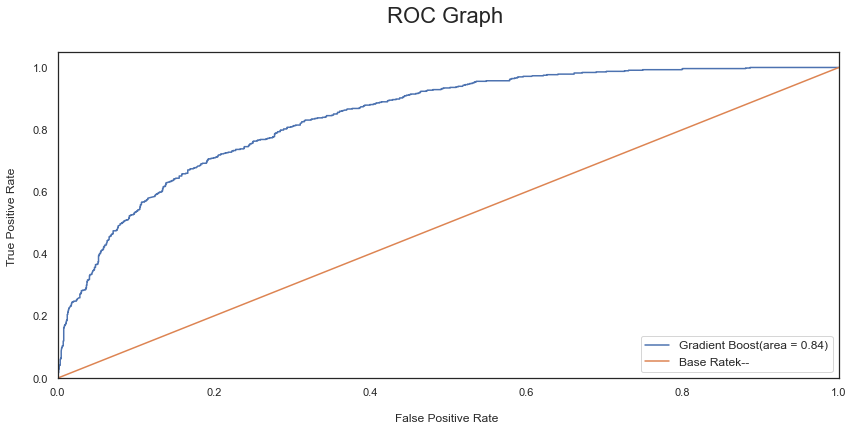 ROC Graph
1.0
0.8
0.6
0.4
0.2
0.0
True Positive Rate
0.0 0.2 0.4 0.6 0.8 1.0
False Positive Rate
Gradient Boost(area = 0.84)
Base Ratek--